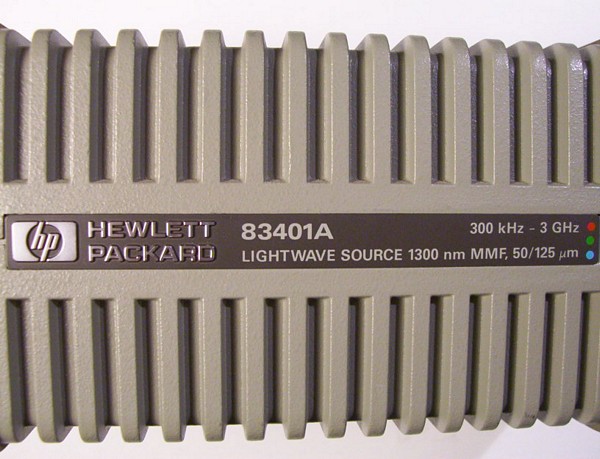 hp HEWLETT PACKARD
83401A
300 kHz – 3 GHz
LIGHTWAVE SOURCE 1300 nm MMF, 50/125 µm